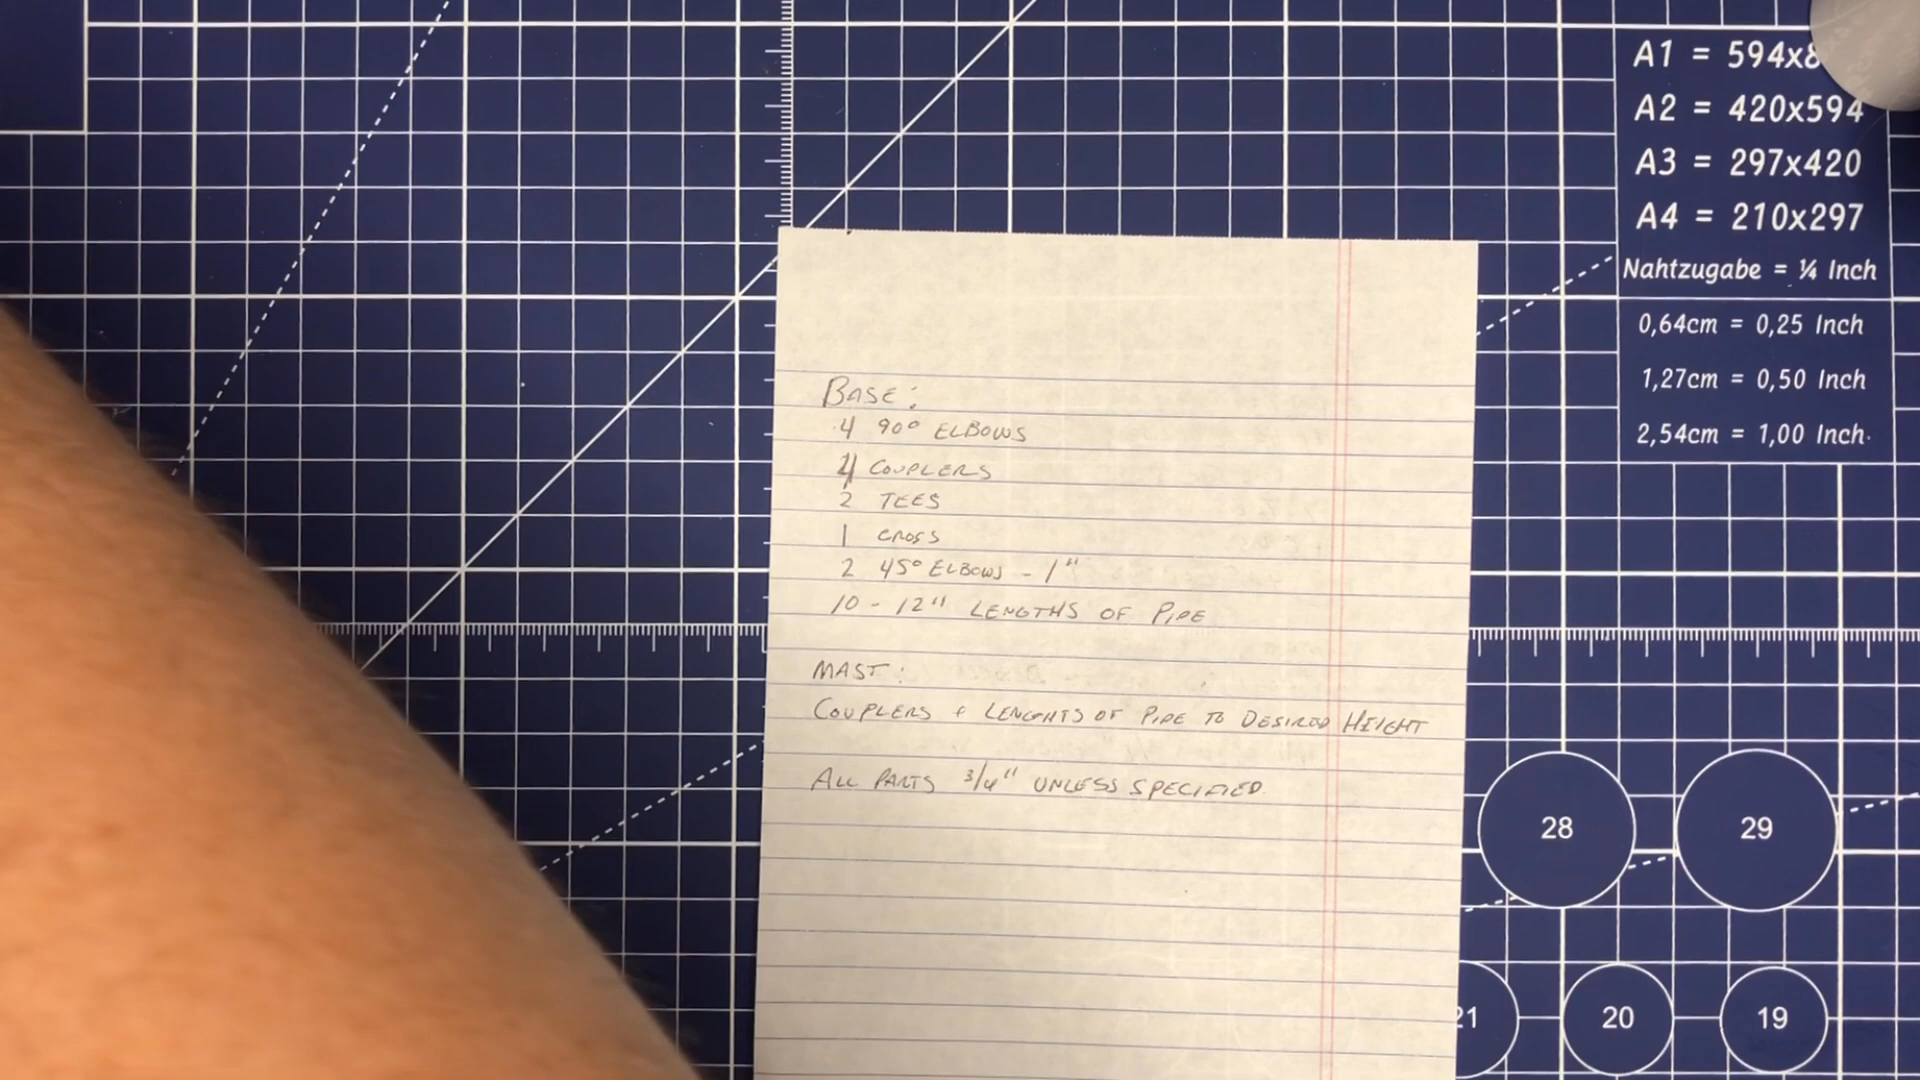 A1 = 594x8
A2 = 420x594
A3 = 297x420
A4 = 210x297
Nahtzugabe = ¼ Inch
0,64cm = 0,25 Inch
1,27cm = 0,50 Inch
2,54cm = 1,00 Inch
BASE:
4 90° ELBOWS
4 COUPLERS
2 TEES
1 CROSS
2 45° ELBOWS - 1"
10 - 12" LENGTHS OF PIPE
MAST:
COUPLERS + LENGHTS OF PIPE TO DESIRED HEIGHT
ALL PARTS 3/4" UNLESS SPECIFIED.
28 29
21 20 19